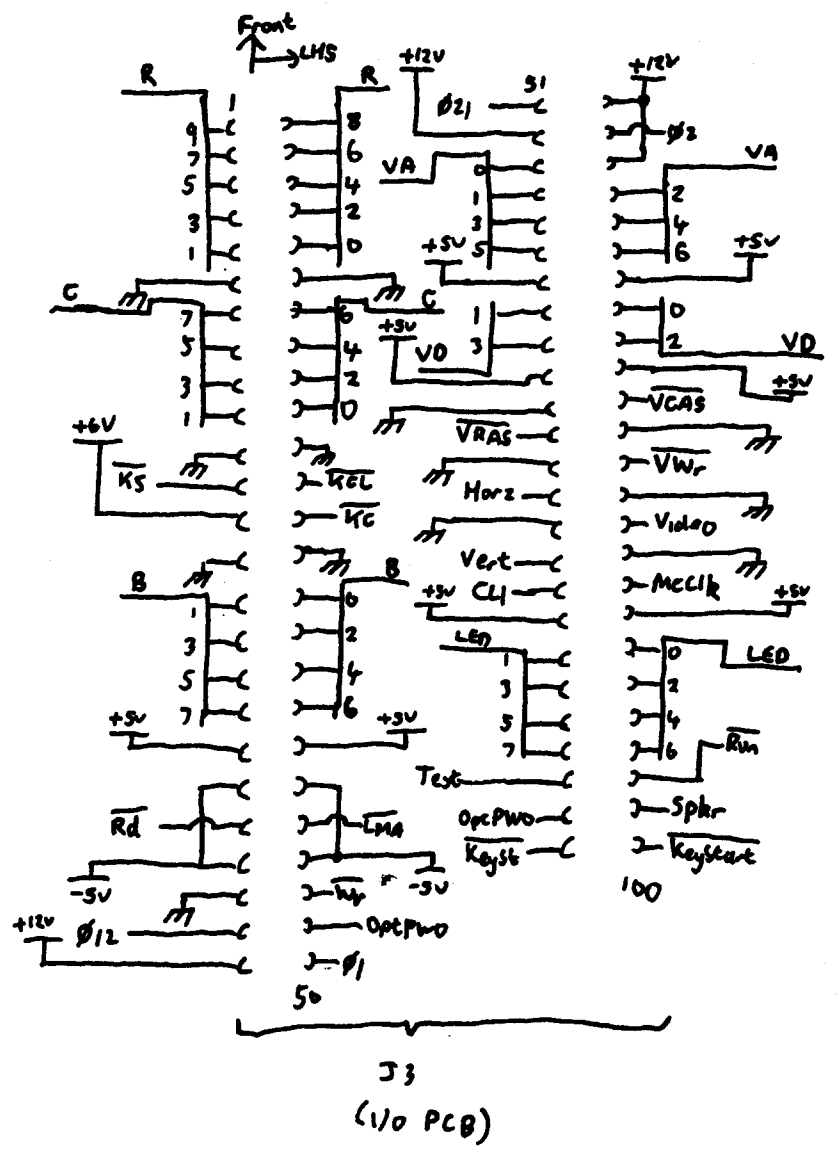 Front
LHS
R
R
+12V
51
+12V
1
Ø21
8
9
Ø2
7
6
VA
0
VA
5
4
1
2
3
2
3
4
1
0
+5V
5
6
+5V
C
C
7
6
+5V
1
0
5
4
VD
3
2
VD
3
2
+5V
1
0
VCAS
+6V
VRAS
KS
KCL
VWr
KC
Horz
Video
B
B
Vert
1
0
+5V
CL1
McClk
+5V
3
2
LED
1
0
LED
5
4
3
2
7
6
5
4
+5V
+5V
7
6
Run
Test
Rd
LMA
OptPWO
Spkr
KeySt
KeyStart
-5V
Wr
-5V
100
+12V
Ø12
OptPWO
Ø1
50
J3
(I/O PCB)